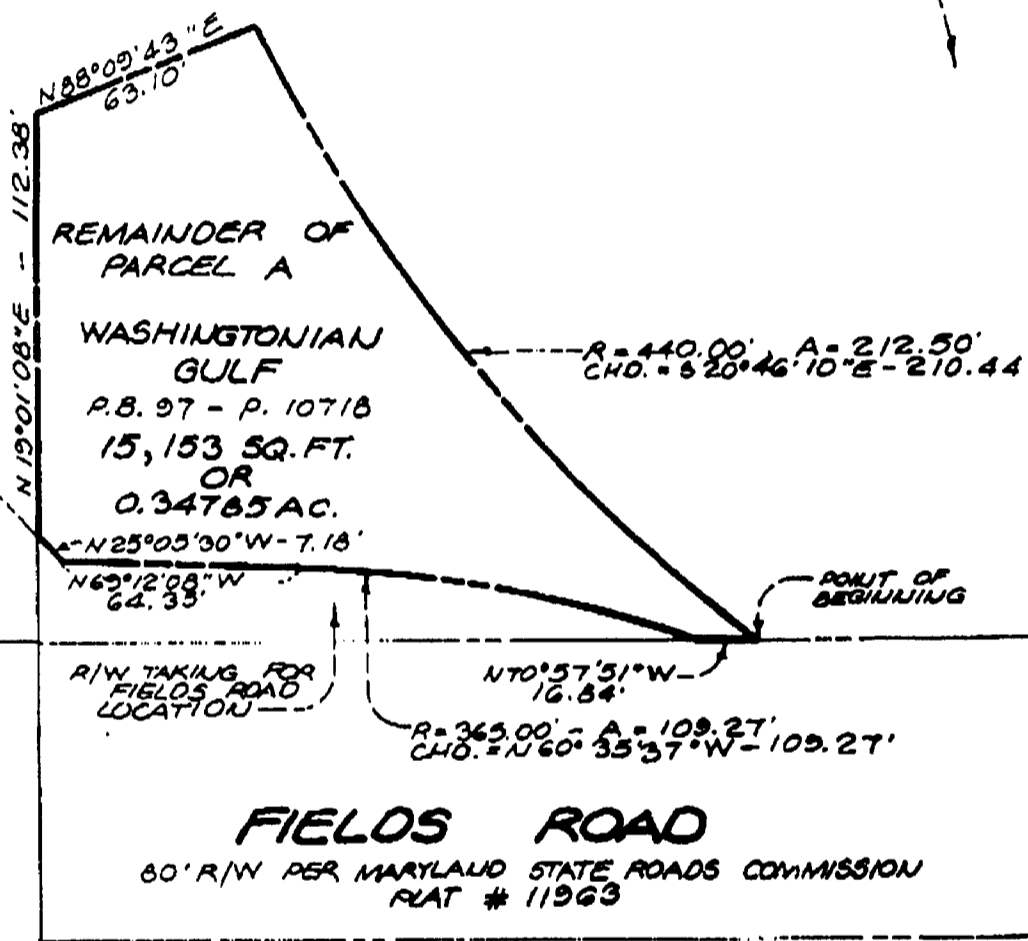 N88°09'43"E
63.10'
N19°01'08"E - 112.38'
REMAINDER OF
PARCEL A
WASHINGTONIAN
GULF
P.B. 97 - P. 10718
15,153 SQ. FT.
OR
0.34785 AC.
R = 440.00', A = 212.50'
CHD. = S20°46'10"E - 210.44
N25°05'30"W - 7.18'
N69°12'08"W
64.35'
POINT OF
BEGINNING
R/W TAKING FOR
FIELDS ROAD
LOCATION
N70°57'51"W
16.84'
R = 365.00' - A = 109.27'
CHD. = N60°35'37"W - 109.27'
FIELDS ROAD
80' R/W PER MARYLAND STATE ROADS COMMISSION
PLAT # 11963